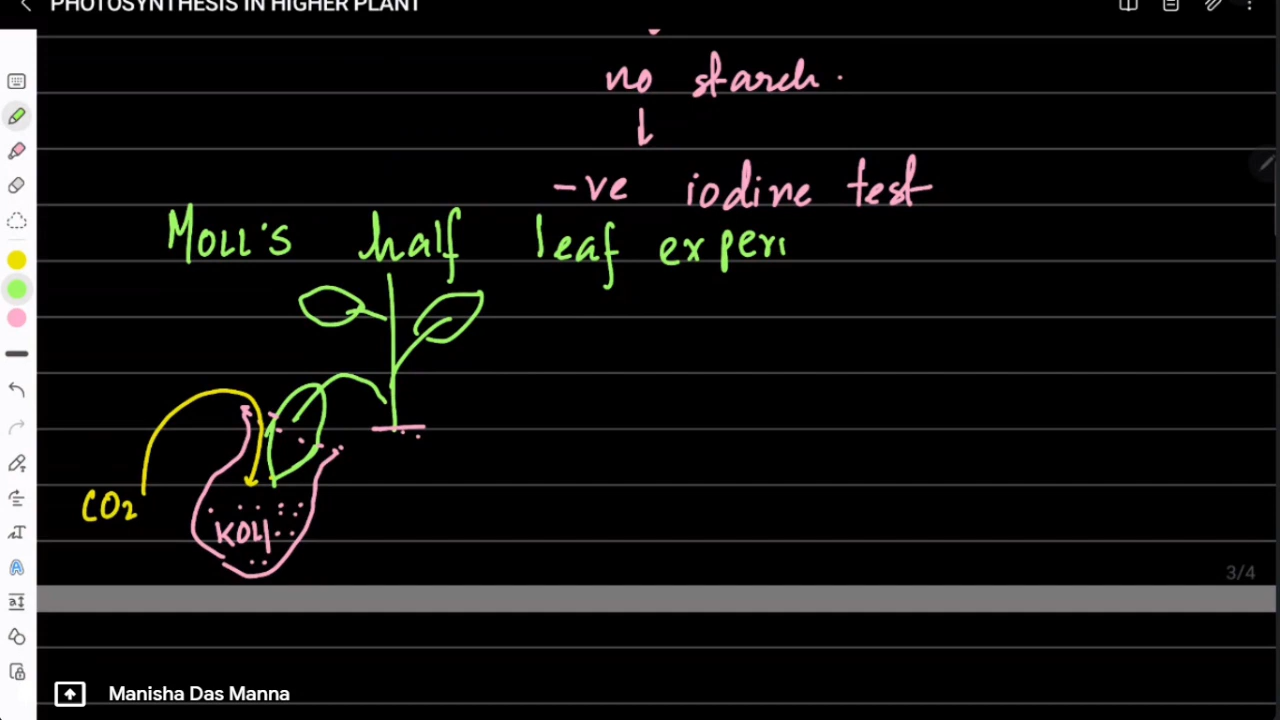 PHOTOSYNTHESIS IN HIGHER PLANT
no starch.
-ve iodine test
MOLL'S half leaf experi
CO2
KOH
3/4
Manisha Das Manna